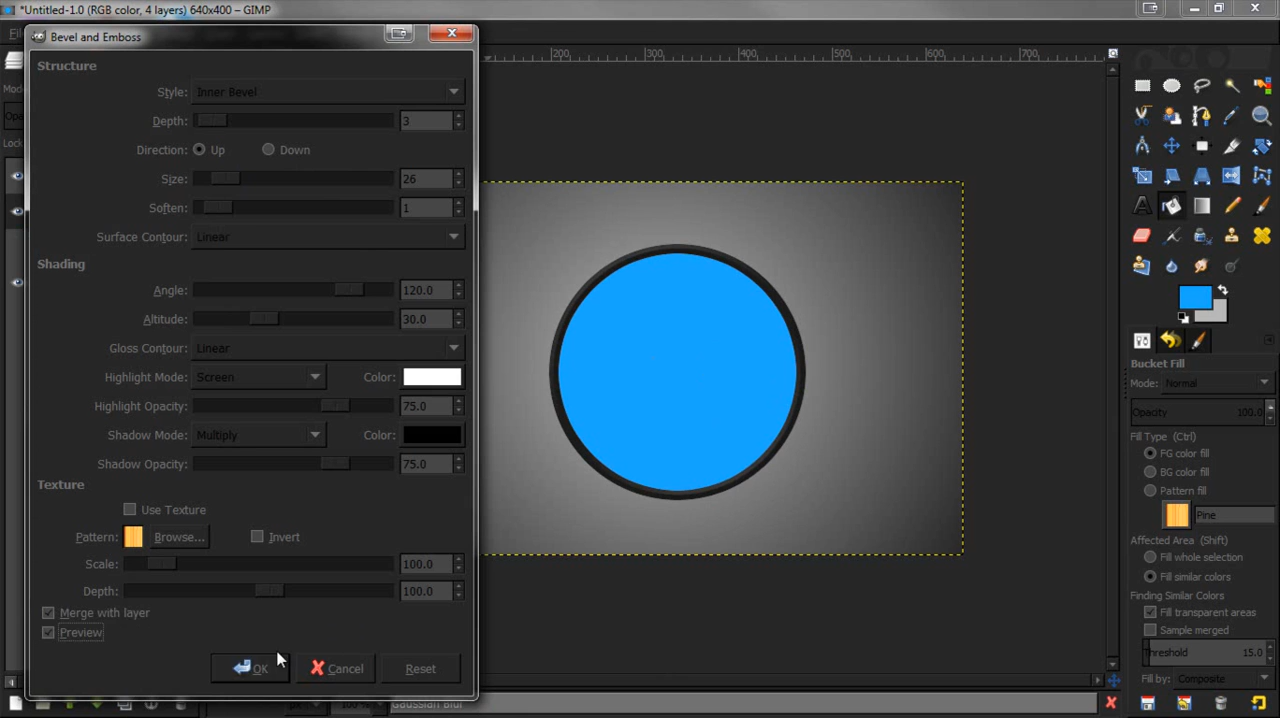 *Untitled-1.0 (RGB color, 4 layers) 640x400 – GIMP
Bevel and Emboss
Structure
Style: Inner Bevel
Depth: 3
Direction: Up Down
Size: 26
Soften: 1
Surface Contour: Linear
Shading
Angle: 120.0
Altitude: 30.0
Gloss Contour: Linear
Highlight Mode: Screen Color:
Highlight Opacity: 75.0
Shadow Mode: Multiply Color:
Shadow Opacity: 75.0
Texture
Use Texture
Pattern: Browse... Invert
Scale: 100.0
Depth: 100.0
Merge with layer
Preview
OK Cancel Reset
200 300 400 500 600 700
Gaussian Blur
Bucket Fill
Mode: Normal
Opacity 100.0
Fill Type (Ctrl)
FG color fill
BG color fill
Pattern fill
Pine
Affected Area (Shift)
Fill whole selection
Fill similar colors
Finding Similar Colors
Fill transparent areas
Sample merged
Threshold 15.0
Fill by: Composite